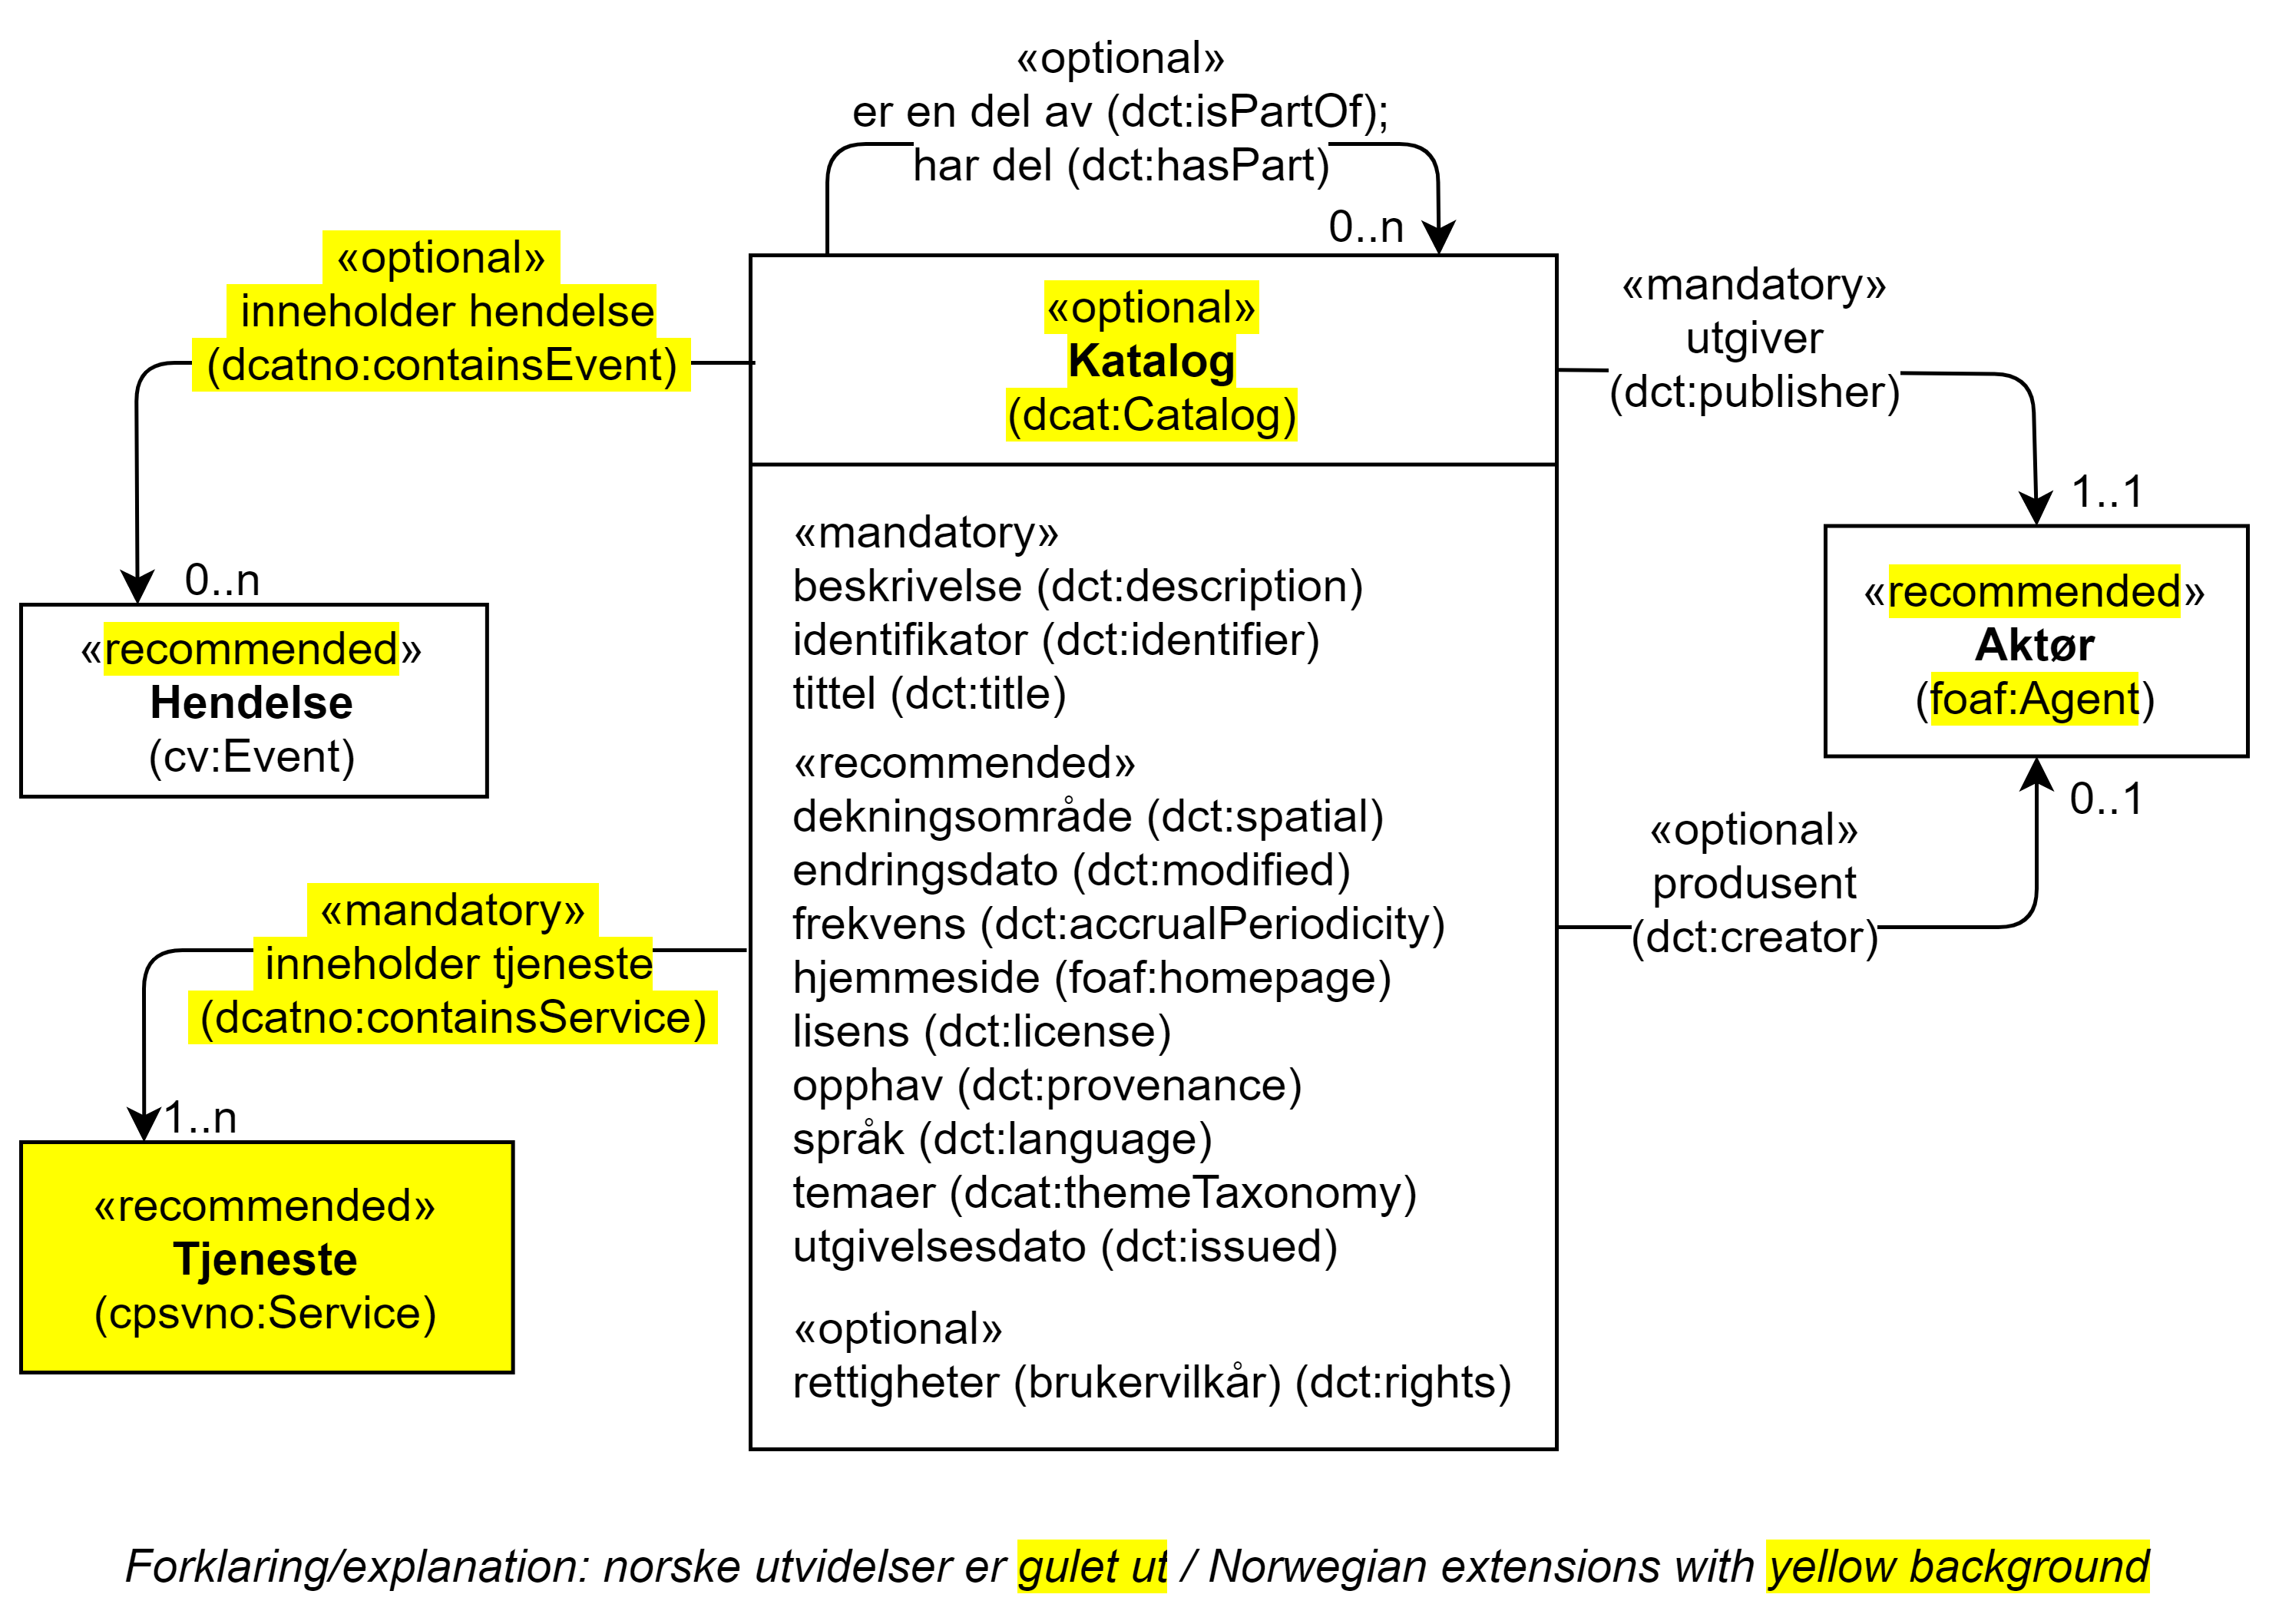 «optional»
er en del av (dct:isPartOf);
har del (dct:hasPart)
0..n
«optional»
inneholder hendelse
(dcatno:containsEvent)
0..n
«recommended»
Hendelse
(cv:Event)
«mandatory»
inneholder tjeneste
(dcatno:containsService)
1..n
«recommended»
Tjeneste
(cpsvno:Service)
«optional»
Katalog
(dcat:Catalog)
«mandatory»
beskrivelse (dct:description)
identifikator (dct:identifier)
tittel (dct:title)
«recommended»
dekningsområde (dct:spatial)
endringsdato (dct:modified)
frekvens (dct:accrualPeriodicity)
hjemmeside (foaf:homepage)
lisens (dct:license)
opphav (dct:provenance)
språk (dct:language)
temaer (dcat:themeTaxonomy)
utgivelsesdato (dct:issued)
«optional»
rettigheter (brukervilkår) (dct:rights)
«mandatory»
utgiver
(dct:publisher)
1..1
«recommended»
Aktør
(foaf:Agent)
0..1
«optional»
produsent
(dct:creator)
Forklaring/explanation: norske utvidelser er gulet ut / Norwegian extensions with yellow background